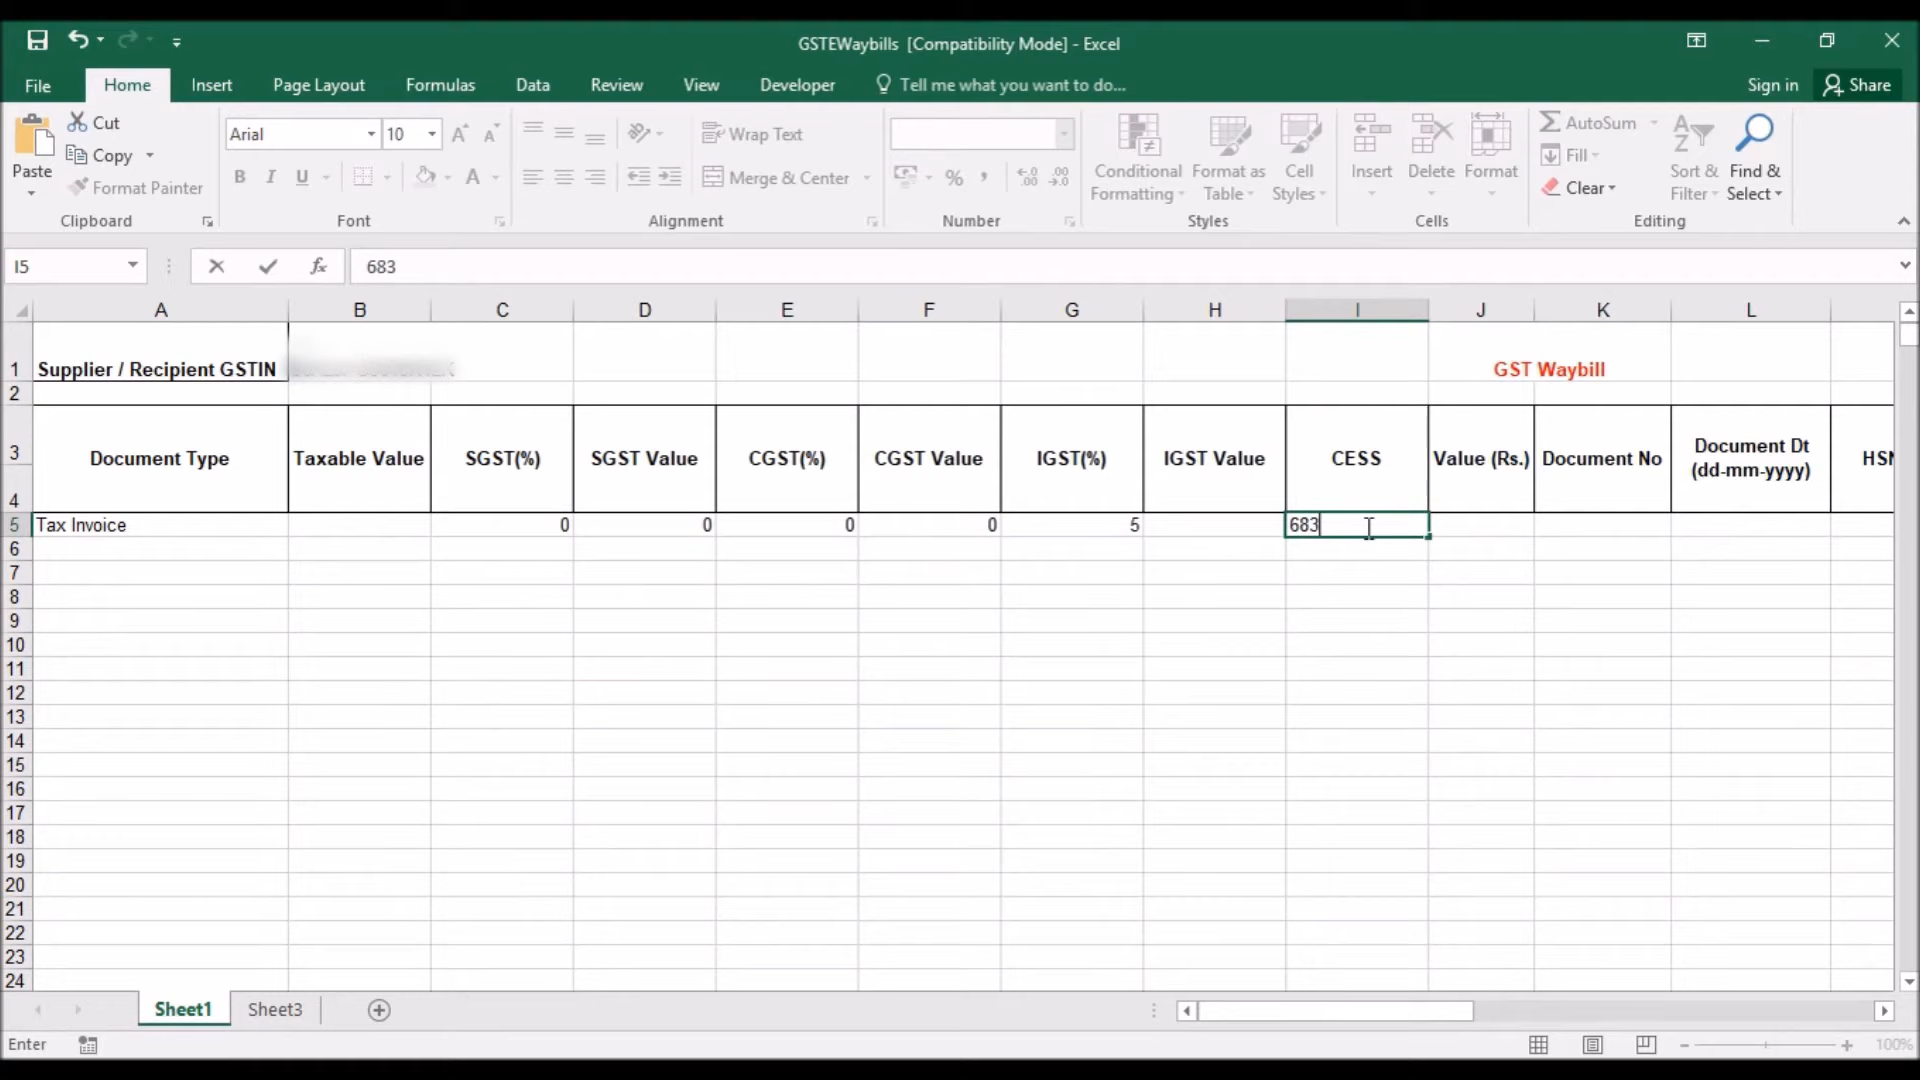 GSTEWaybills [Compatibility Mode] - Excel
File Home Insert Page Layout Formulas Data Review View Developer Tell me what you want to do... Sign in Share
Cut
Copy
Format Painter
Paste
Clipboard
Arial 10
B I U
Font
Wrap Text
Merge & Center
Alignment
Number
Conditional Formatting
Format as Table
Cell Styles
Styles
Insert
Delete
Format
Cells
AutoSum
Fill
Clear
Sort & Filter
Find & Select
Editing
I5 fx 683
A B C D E F G H I J K L
1 Supplier / Recipient GSTIN GST Waybill
2
3 Document Type Taxable Value SGST(%) SGST Value CGST(%) CGST Value IGST(%) IGST Value CESS Value (Rs.) Document No Document Dt (dd-mm-yyyy) HSN
4
5 Tax Invoice 0 0 0 0 5 683
6
7
8
9
10
11
12
13
14
15
16
17
18
19
20
21
22
23
24
Sheet1 Sheet3
Enter 100%